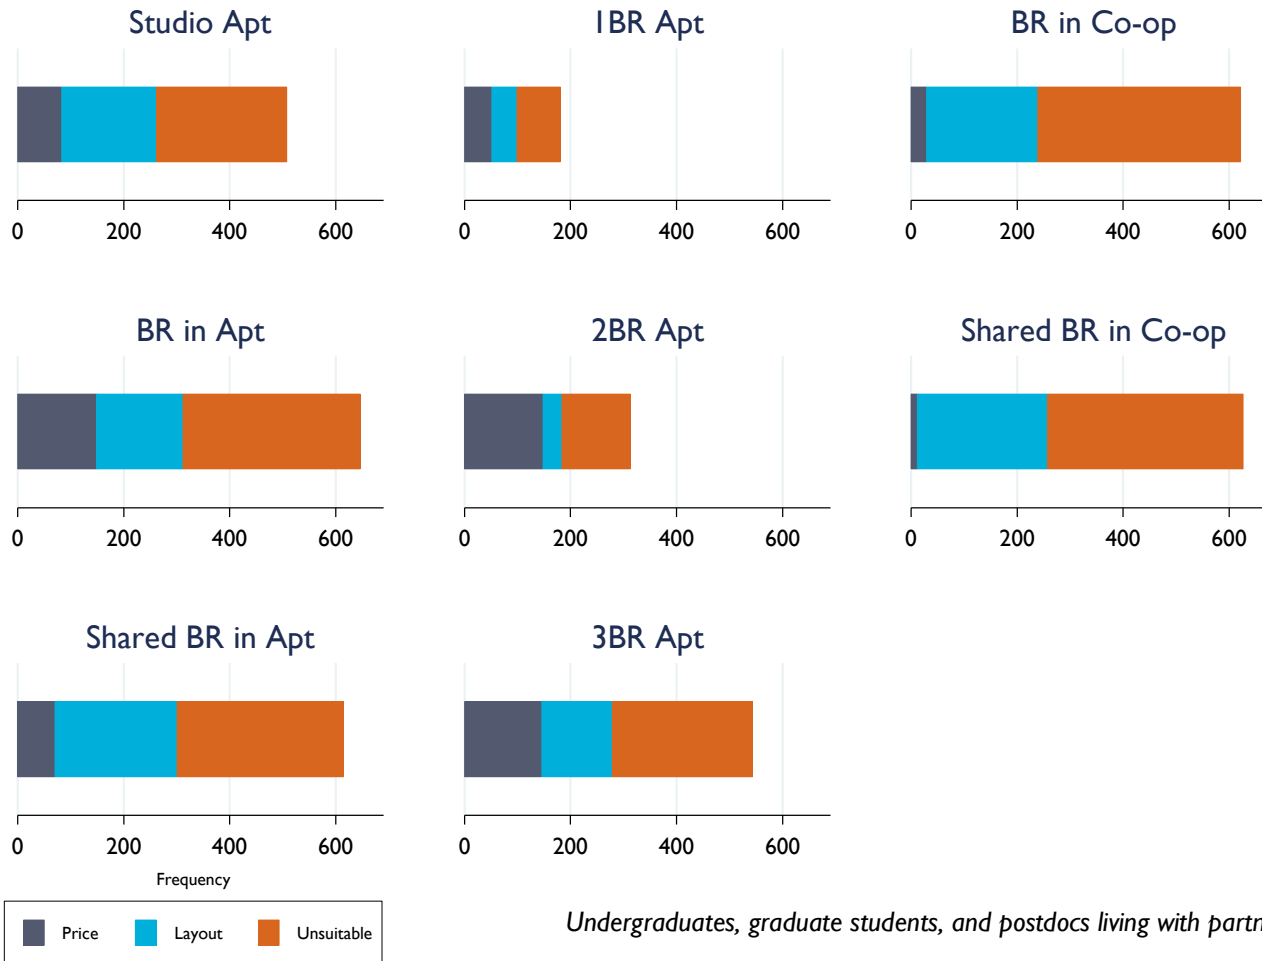 Studio Apt
1BR Apt
BR in Co-op
0 200 400 600
0 200 400 600
0 200 400 600
BR in Apt
2BR Apt
Shared BR in Co-op
0 200 400 600
0 200 400 600
0 200 400 600
Shared BR in Apt
3BR Apt
0 200 400 600
0 200 400 600
Frequency
Price Layout Unsuitable
Undergraduates, graduate students, and postdocs living with partn